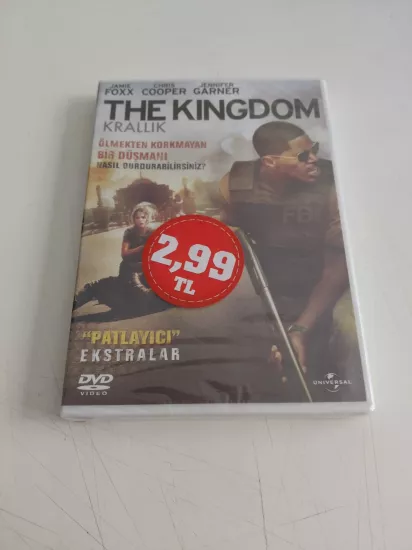 JAMIE CHRIS JENNIFER
FOXX COOPER GARNER
THE KINGDOM
KRALLIK
ÖLMEKTEN KORKMAYAN
BİR DÜŞMANI
NASIL DURDURABİLİRSİNİZ?
FBI
2,99
TL
"PATLAYICI"
EKSTRALAR
DVD
VIDEO
UNIVERSAL